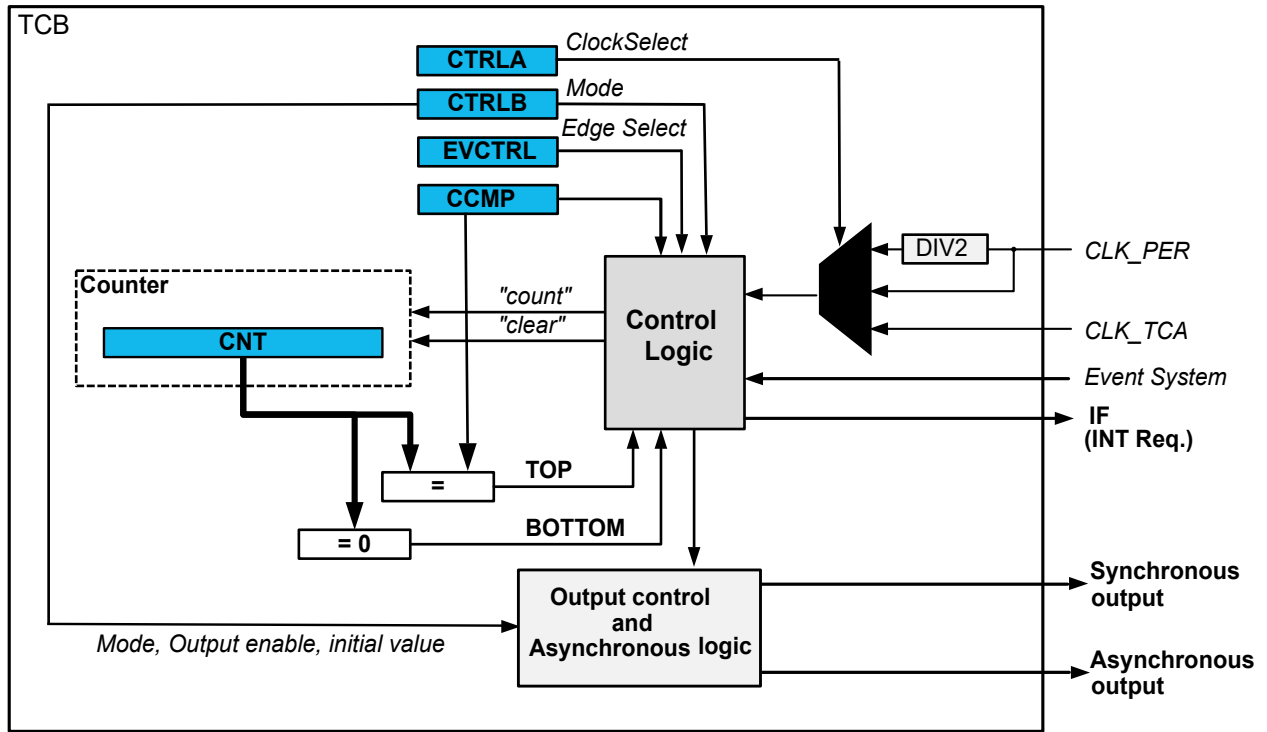 TCB
ClockSelect
CTRLA
Mode
CTRLB
Edge Select
EVCTRL
CCMP
DIV2
CLK_PER
Counter
"count"
CNT
"clear"
Control
Logic
CLK_TCA
Event System
IF
(INT Req.)
=
TOP
= 0
BOTTOM
Output control
and
Asynchronous logic
Mode, Output enable, initial value
Synchronous
output
Asynchronous
output